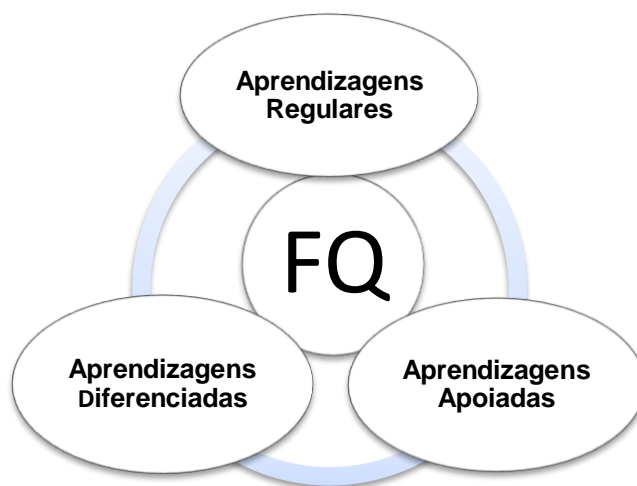 Aprendizagens
Regulares
FQ
Aprendizagens
Diferenciadas
Aprendizagens
Apoiadas